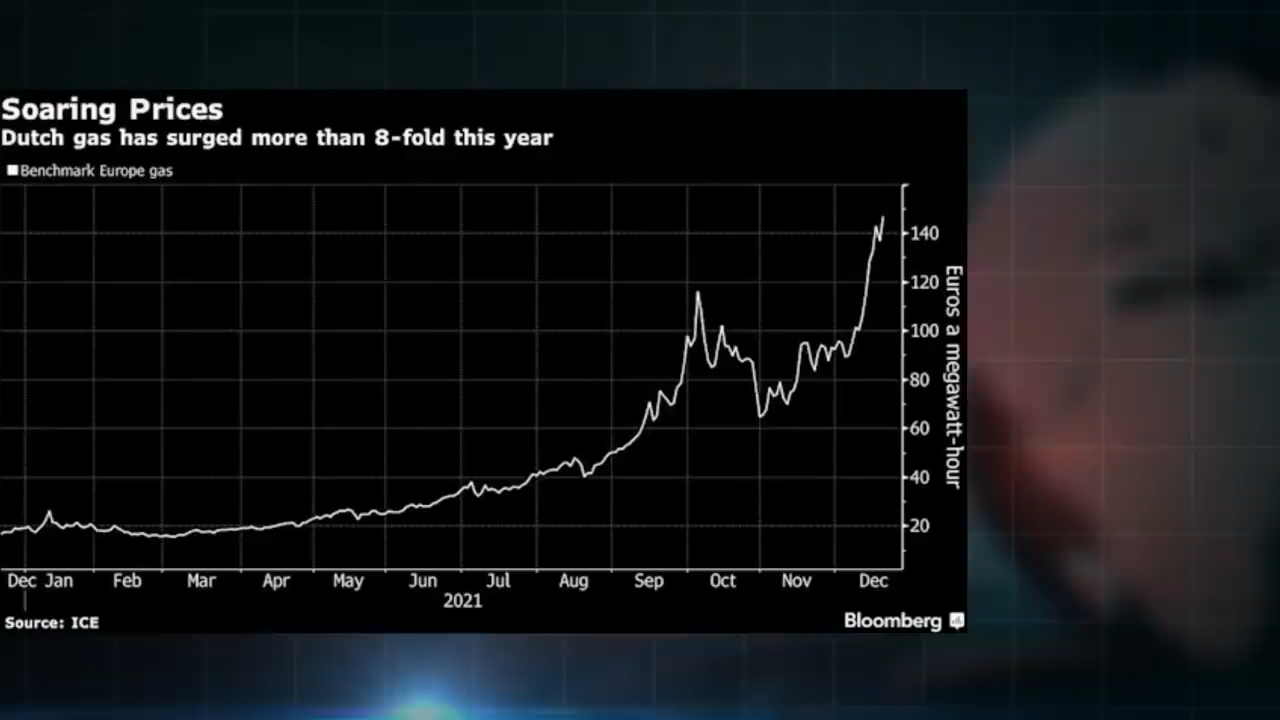 Soaring Prices
Dutch gas has surged more than 8-fold this year
Benchmark Europe gas
140
120
100
80
60
40
20
Euros a megawatt-hour
Dec Jan Feb Mar Apr May Jun Jul Aug Sep Oct Nov Dec
2021
Source: ICE
Bloomberg